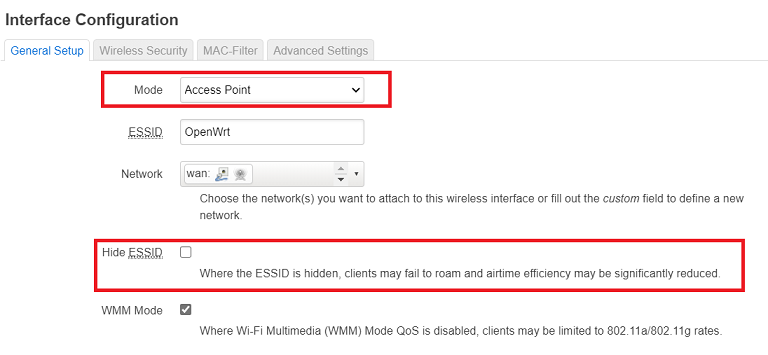 Interface Configuration
General Setup Wireless Security MAC-Filter Advanced Settings
Mode Access Point
ESSID OpenWrt
Network wan:
Choose the network(s) you want to attach to this wireless interface or fill out the custom field to define a new
network.
Hide ESSID
Where the ESSID is hidden, clients may fail to roam and airtime efficiency may be significantly reduced.
WMM Mode
Where Wi-Fi Multimedia (WMM) Mode QoS is disabled, clients may be limited to 802.11a/802.11g rates.